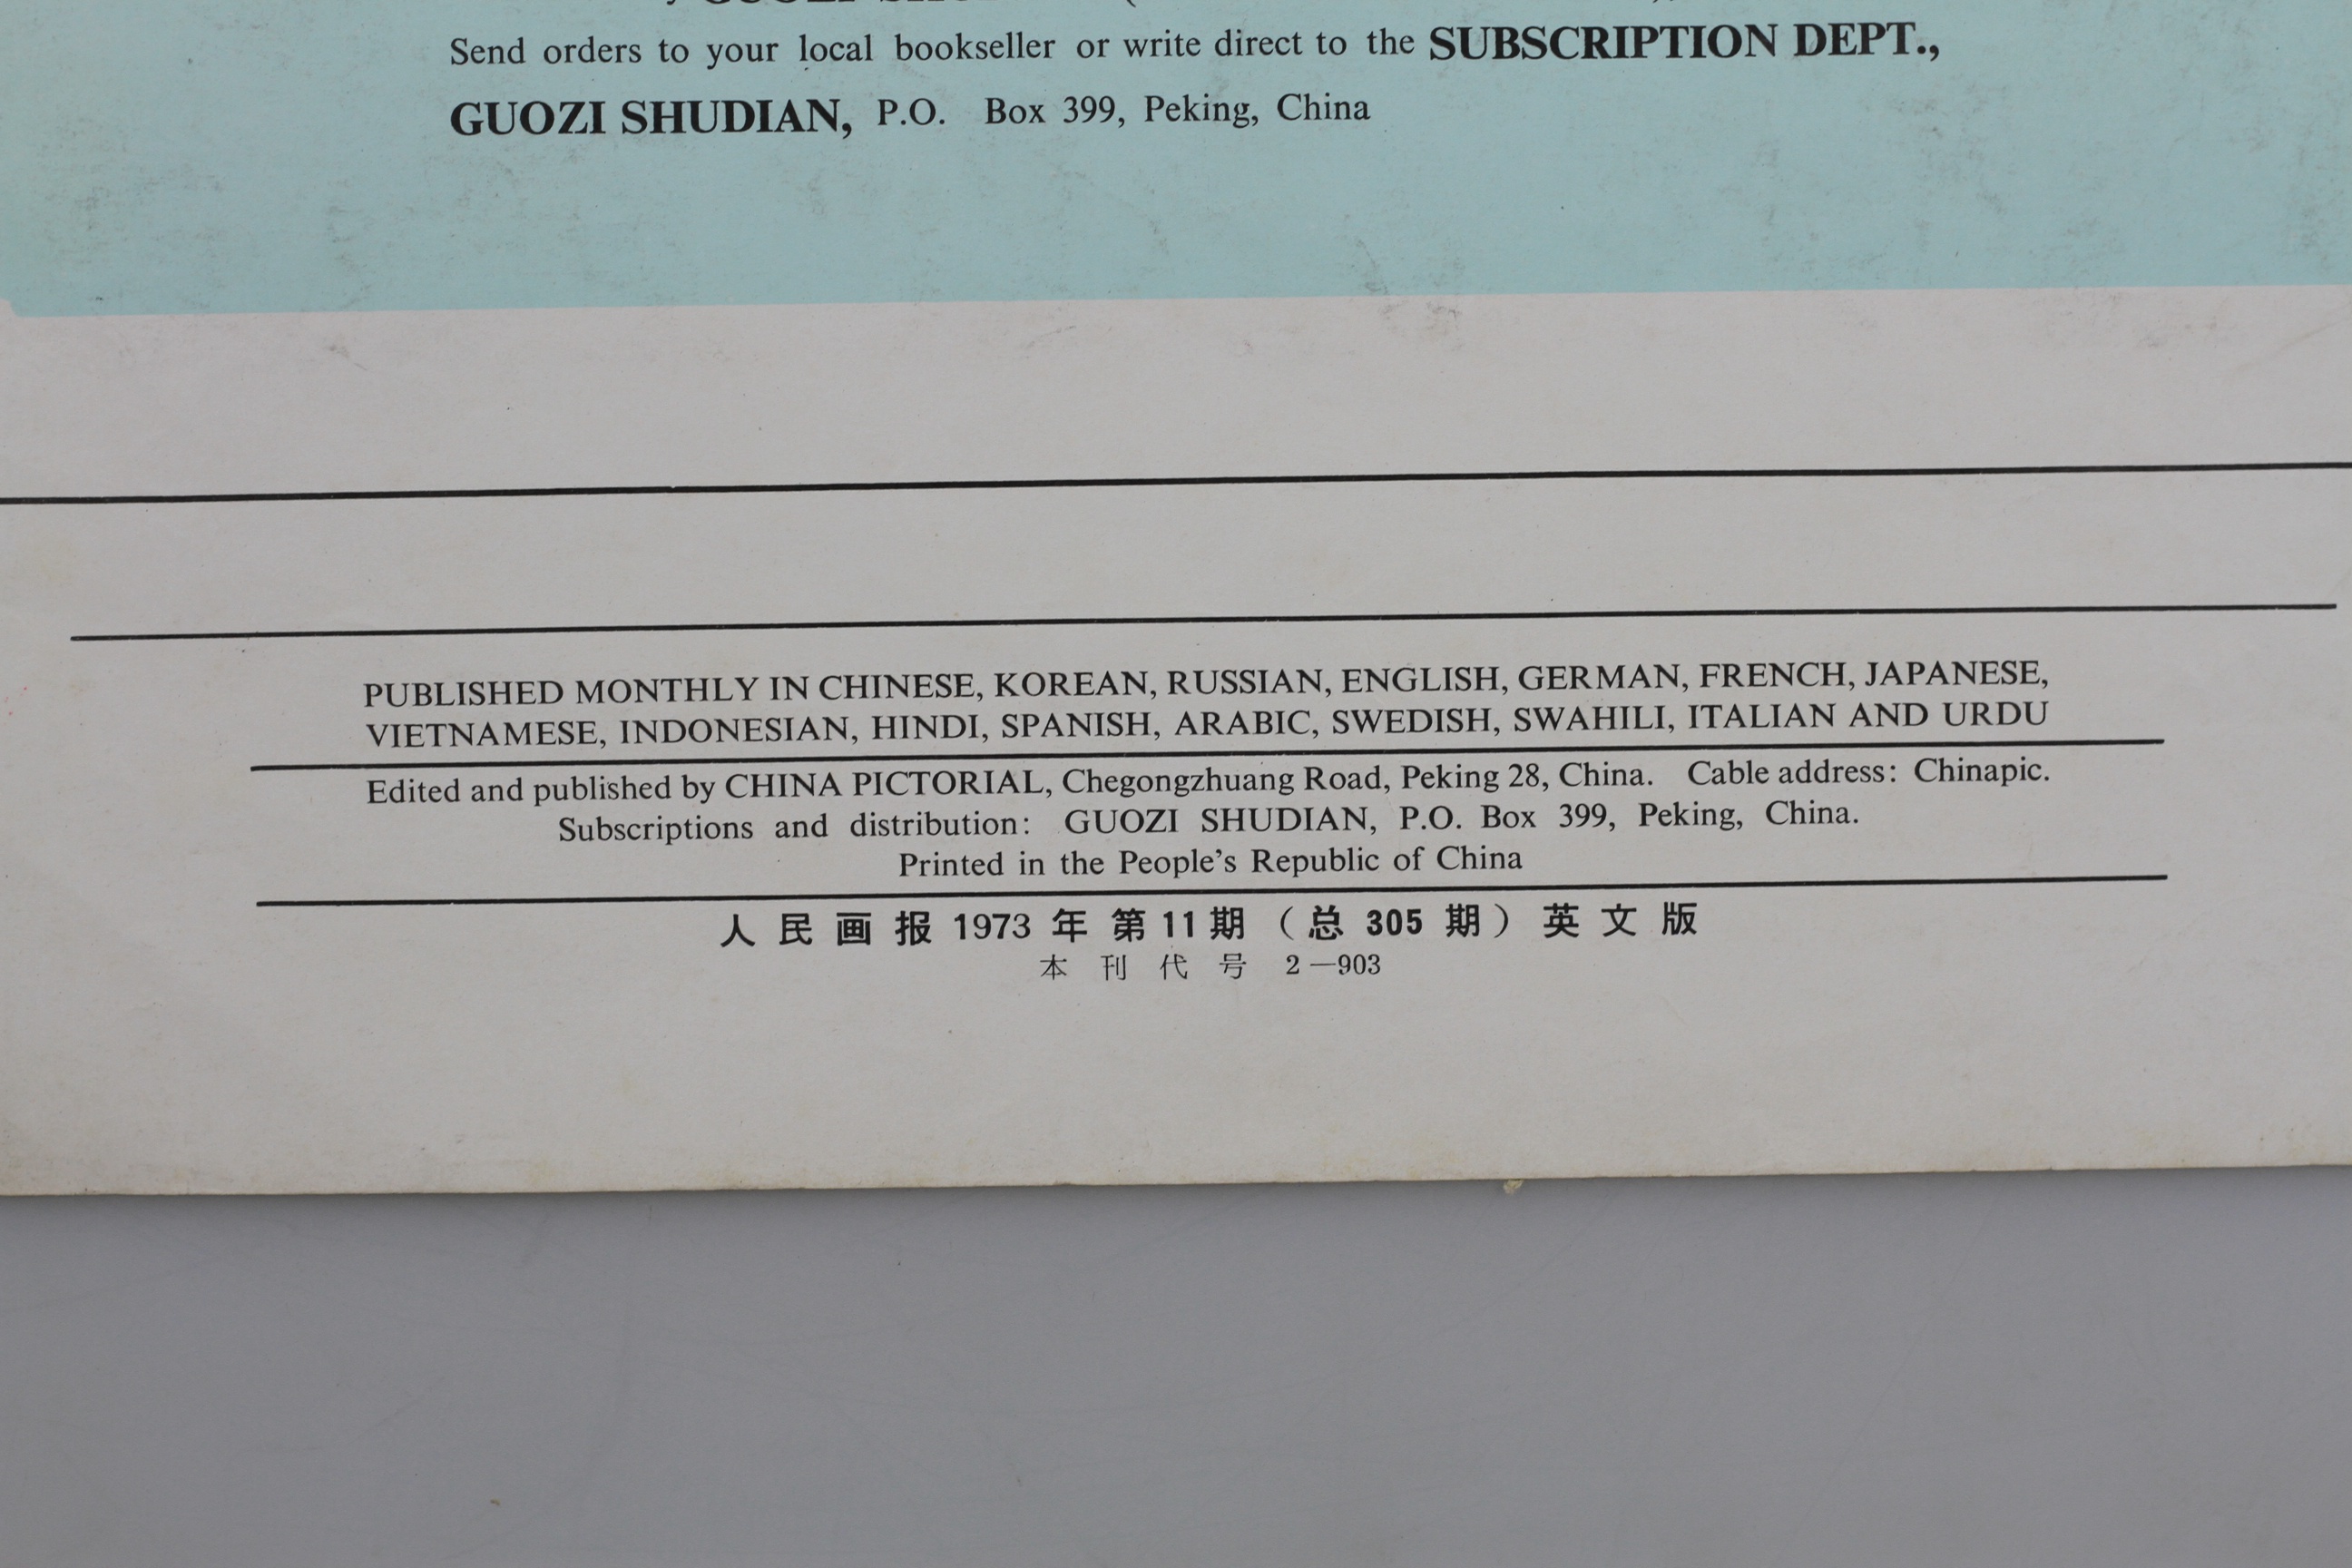 Send orders to your local bookseller or write direct to the SUBSCRIPTION DEPT.,
GUOZI SHUDIAN, P.O. Box 399, Peking, China
PUBLISHED MONTHLY IN CHINESE, KOREAN, RUSSIAN, ENGLISH, GERMAN, FRENCH, JAPANESE,
VIETNAMESE, INDONESIAN, HINDI, SPANISH, ARABIC, SWEDISH, SWAHILI, ITALIAN AND URDU
Edited and published by CHINA PICTORIAL, Chegongzhuang Road, Peking 28, China. Cable address: Chinapic.
Subscriptions and distribution: GUOZI SHUDIAN, P.O. Box 399, Peking, China.
Printed in the People's Republic of China
人民画报 1973 年 第11期（总 305 期）英文版
本刊代号 2—903